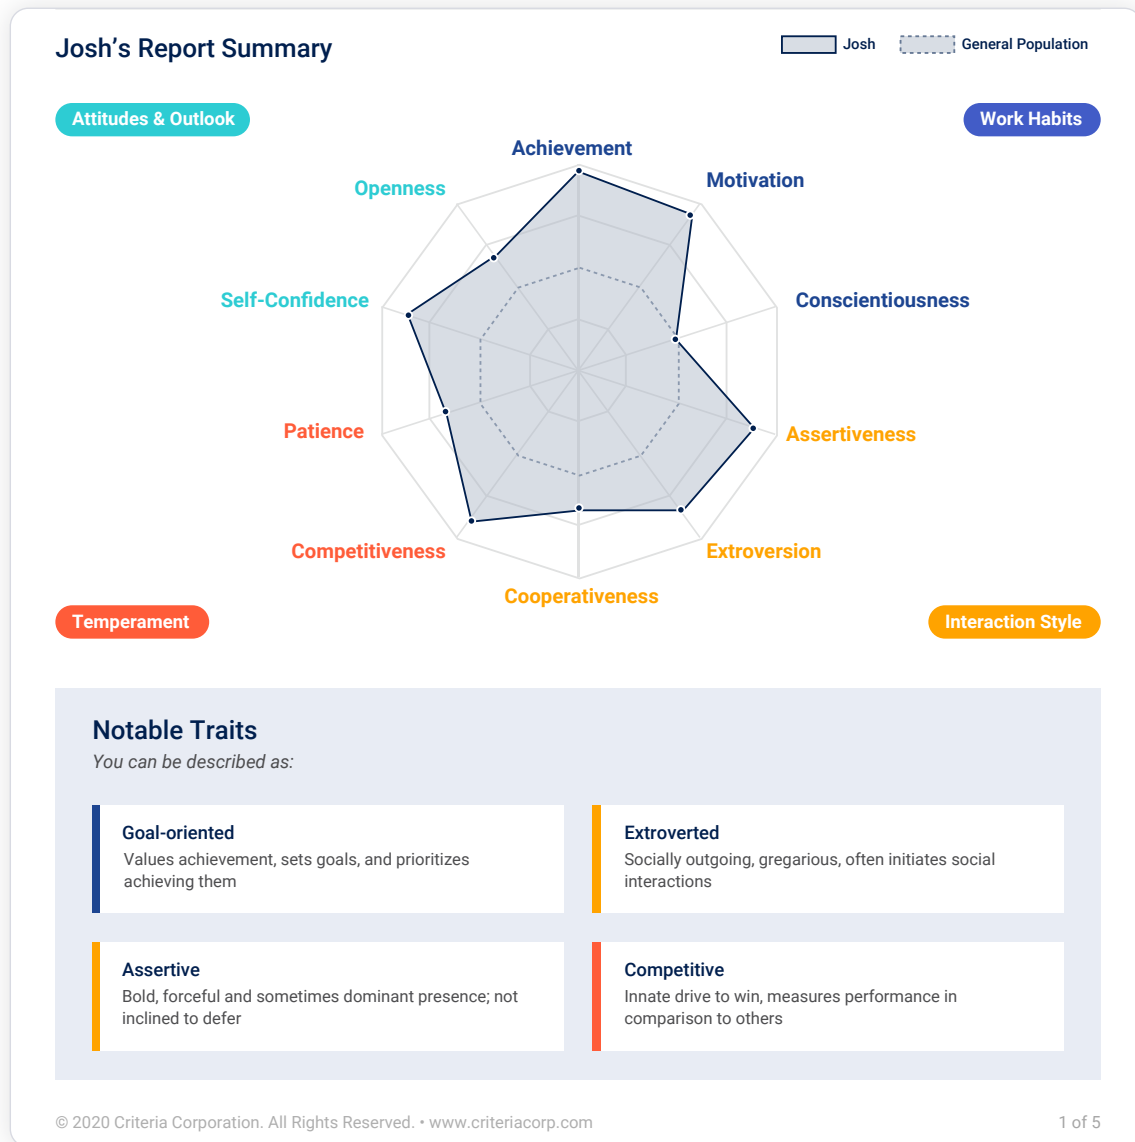 Josh’s Report Summary
Josh
General Population
Attitudes & Outlook
Work Habits
Achievement
Motivation
Openness
Self-Confidence
Conscientiousness
Patience
Assertiveness
Competitiveness
Extroversion
Cooperativeness
Temperament
Interaction Style
Notable Traits
You can be described as:
Goal-oriented
Values achievement, sets goals, and prioritizes
achieving them
Extroverted
Socially outgoing, gregarious, often initiates social
interactions
Assertive
Bold, forceful and sometimes dominant presence; not
inclined to defer
Competitive
Innate drive to win, measures performance in
comparison to others
© 2020 Criteria Corporation. All Rights Reserved. • www.criteriacorp.com
1 of 5